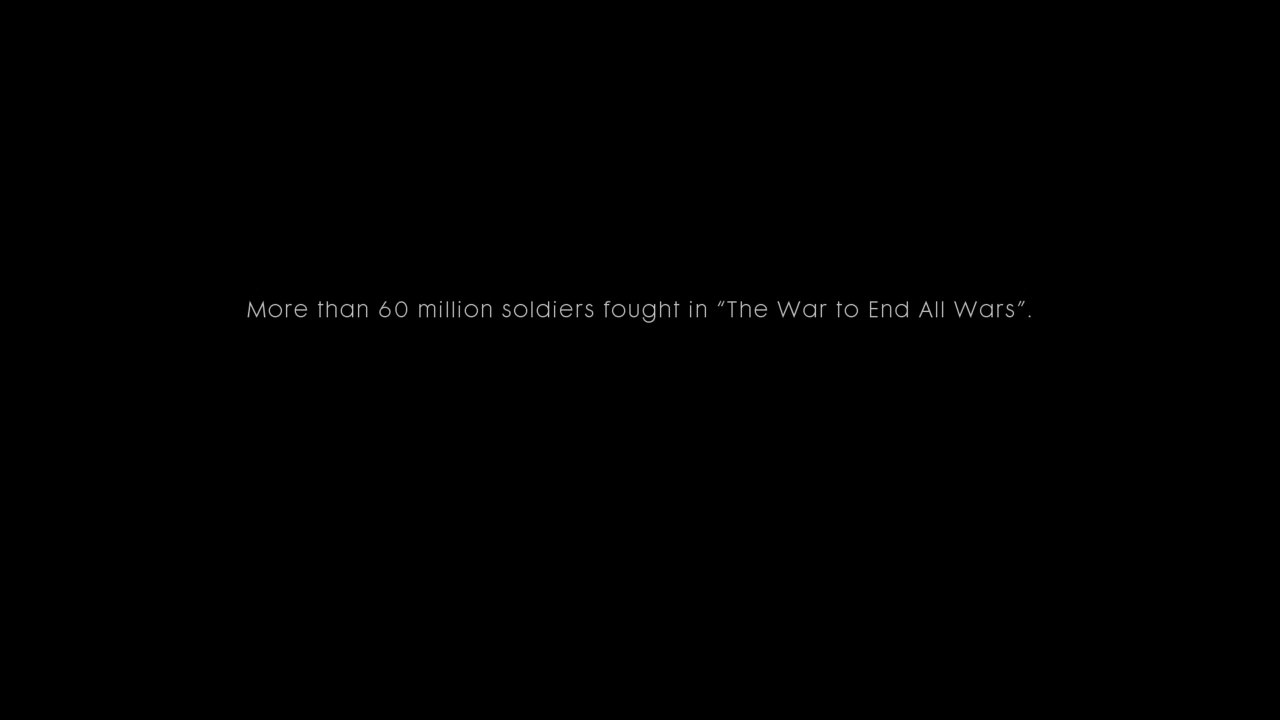 More than 60 million soldiers fought in “The War to End All Wars”.